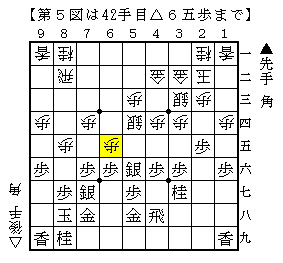 【第５図は42手目△６五歩まで】
９ ８ ７ ６ ５ ４ ３ ２ １
香 桂 桂 香 一
飛 金 金 玉 二
歩 銀 歩 三
歩 歩 銀 歩 歩 歩 四
歩 歩 歩 五
歩 歩 歩 銀 歩 歩 歩 六
歩 銀 歩 桂 七
玉 金 金 飛 八
香 桂 香 九
▲先手 角
△後手 角